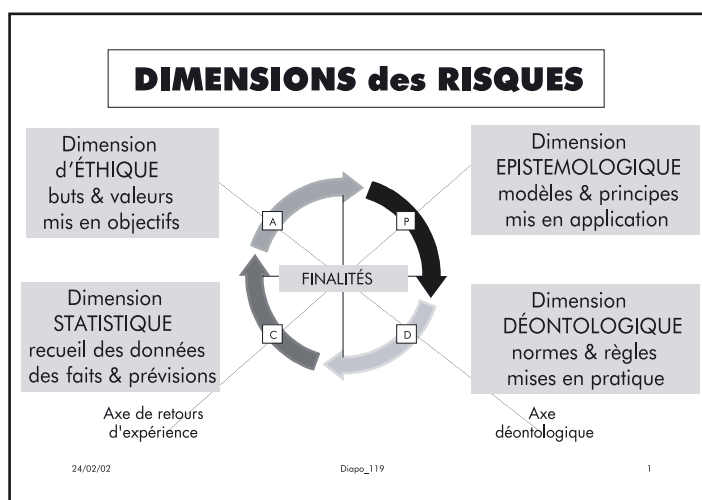 DIMENSIONS des RISQUES
Dimension
d'ÉTHIQUE
buts & valeurs
mis en objectifs
Dimension
EPISTEMOLOGIQUE
modèles & principes
mis en application
A
P
FINALITÉS
Dimension
STATISTIQUE
recueil des données
des faits & prévisions
C
D
Dimension
DÉONTOLOGIQUE
normes & règles
mises en pratique
Axe de retours
d'expérience
Axe
déontologique
24/02/02
Diapo_119
1